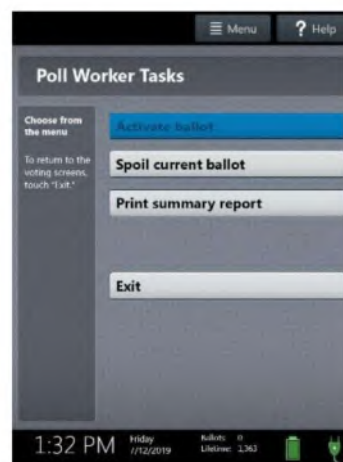 Menu
? Help
Poll Worker Tasks
Choose from
the menu
To return to the
voting screens,
touch "Exit."
Activate ballot
Spoil current ballot
Print summary report
Exit
1:32 PM
Friday
7/12/2019
Ballots: 0
Lifetime: 2,363